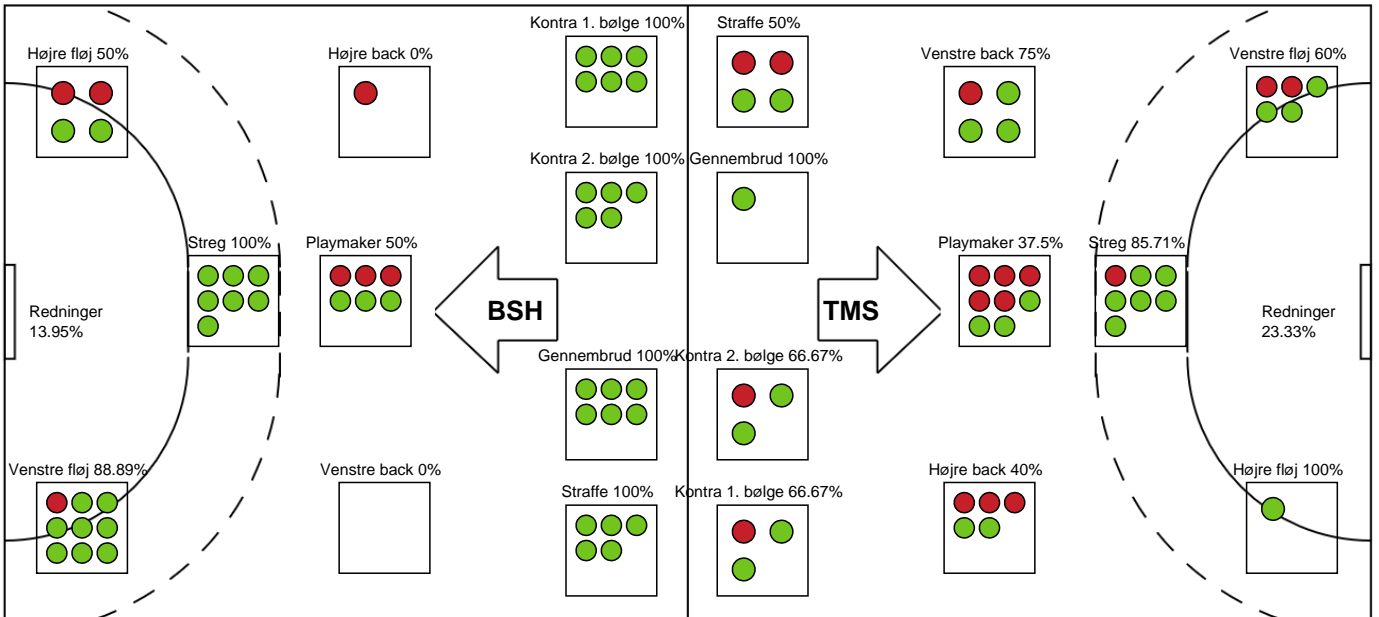 Kontra 1. bølge 100%
Straffe 50%
Højre fløj 50%
Højre back 0%
Venstre back 75%
Venstre fløj 60%
Kontra 2. bølge 100%
Gennembrud 100%
Streg 100%
Playmaker 50%
Playmaker 37.5%
Streg 85.71%
Redninger
13.95%
BSH
TMS
Redninger
23.33%
Gennembrud 100%
Kontra 2. bølge 66.67%
Venstre fløj 88.89%
Venstre back 0%
Straffe 100%
Kontra 1. bølge 66.67%
Højre back 40%
Højre fløj 100%